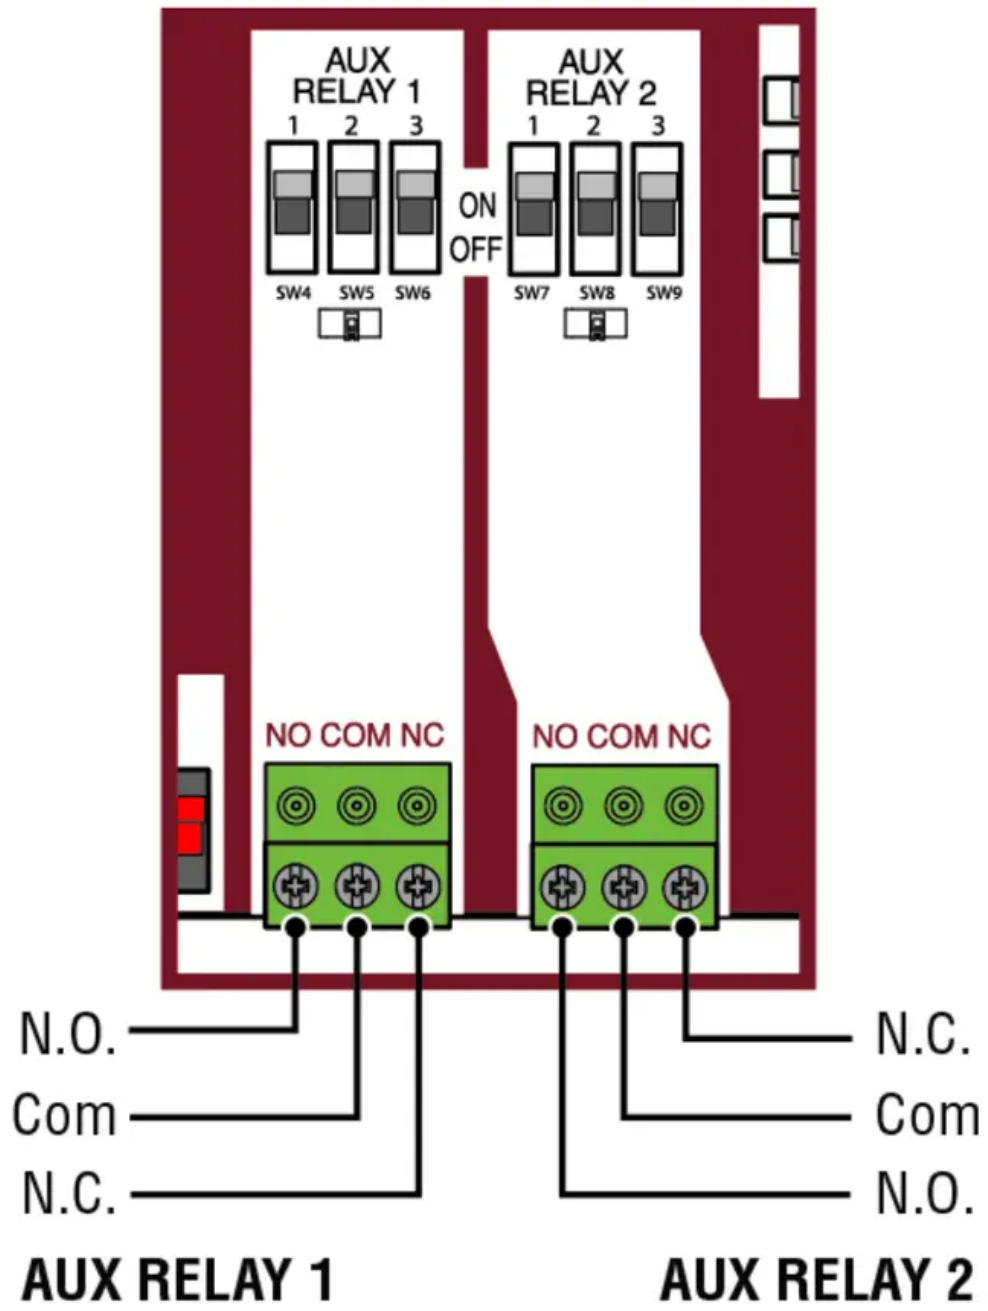 AUX
RELAY 1
1 2 3
AUX
RELAY 2
1 2 3
ON
OFF
SW4 SW5 SW6
SW7 SW8 SW9
NO COM NC
NO COM NC
N.O.
Com
N.C.
N.C.
Com
N.O.
AUX RELAY 1
AUX RELAY 2